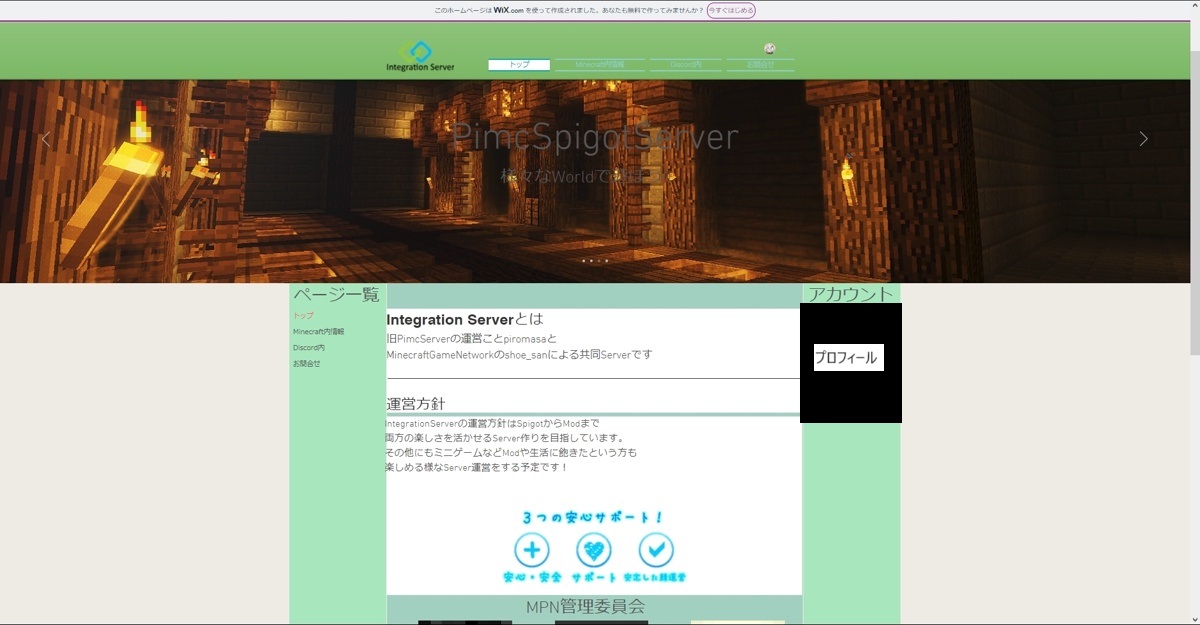 このホームページは WiX.com を使って作成されました。あなたも無料で作ってみませんか？ 今すぐはじめる
Integration Server
トップ Minecraft内情報 Discord内 お問合せ
PimcSpigotServer
様々なWorldで
ページ一覧
トップ
Minecraft内情報
Discord内
お問合せ
アカウント
プロフィール
Integration Serverとは
旧PimcServerの運営ことpiromasaと
MinecraftGameNetworkのshoe_sanによる共同Serverです
運営方針
IntegrationServerの運営方針はSpigotからModまで
両方の楽しさを活かせるServer作りを目指しています。
その他にもミニゲームなどModや生活に飽きたという方も
楽しめる様なServer運営をする予定です！
３つの安心サポート！
安心・安全 サポート 安定した鯖運営
MPN管理委員会